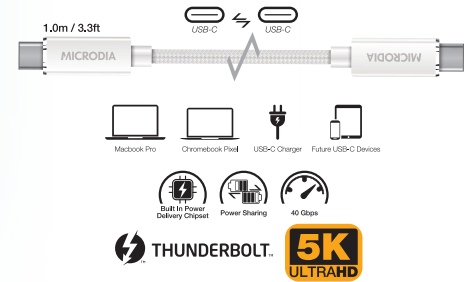 1.0m / 3.3ft
USB-C USB-C
MICRODIA MICRODIA
Macbook Pro Chromebook Pixel USB-C Charger Future USB-C Devices
Built In Power
Delivery Chipset Power Sharing 40 Gbps
THUNDERBOLT™
5K
ULTRAHD